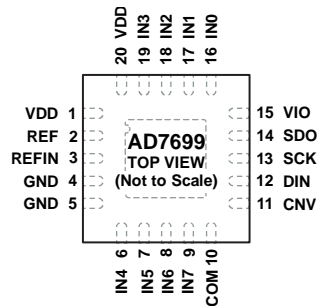 20 VDD
19 IN3
18 IN2
17 IN1
16 IN0
VDD 1
REF 2
REFIN 3
GND 4
GND 5
AD7699
TOP VIEW
(Not to Scale)
15 VIO
14 SDO
13 SCK
12 DIN
11 CNV
IN4 6
IN5 7
IN6 8
IN7 9
COM 10